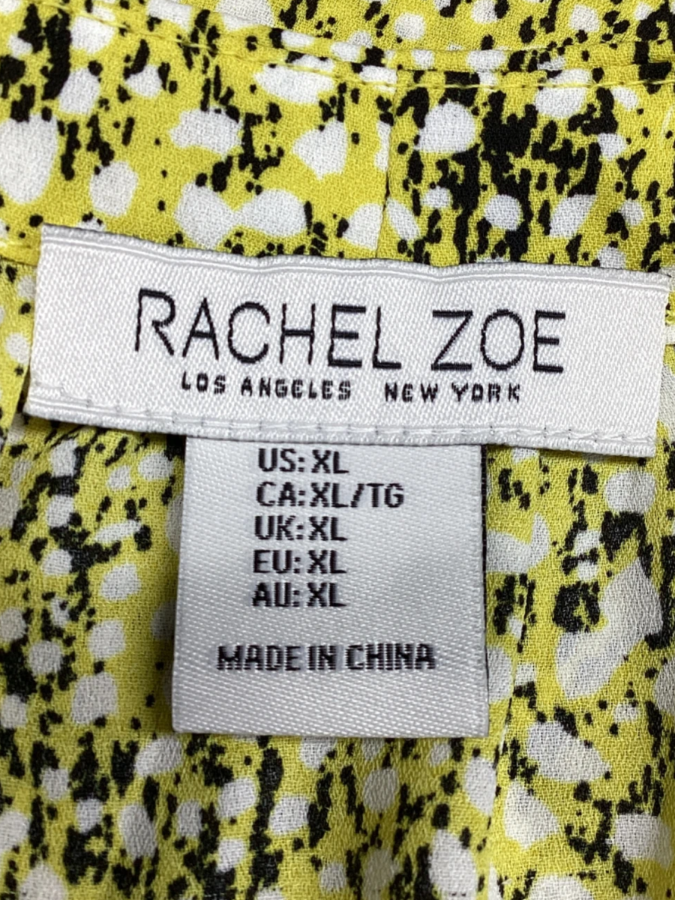 RACHEL ZOE
LOS ANGELES NEW YORK
US: XL
CA: XL/TG
UK: XL
EU: XL
AU: XL
MADE IN CHINA